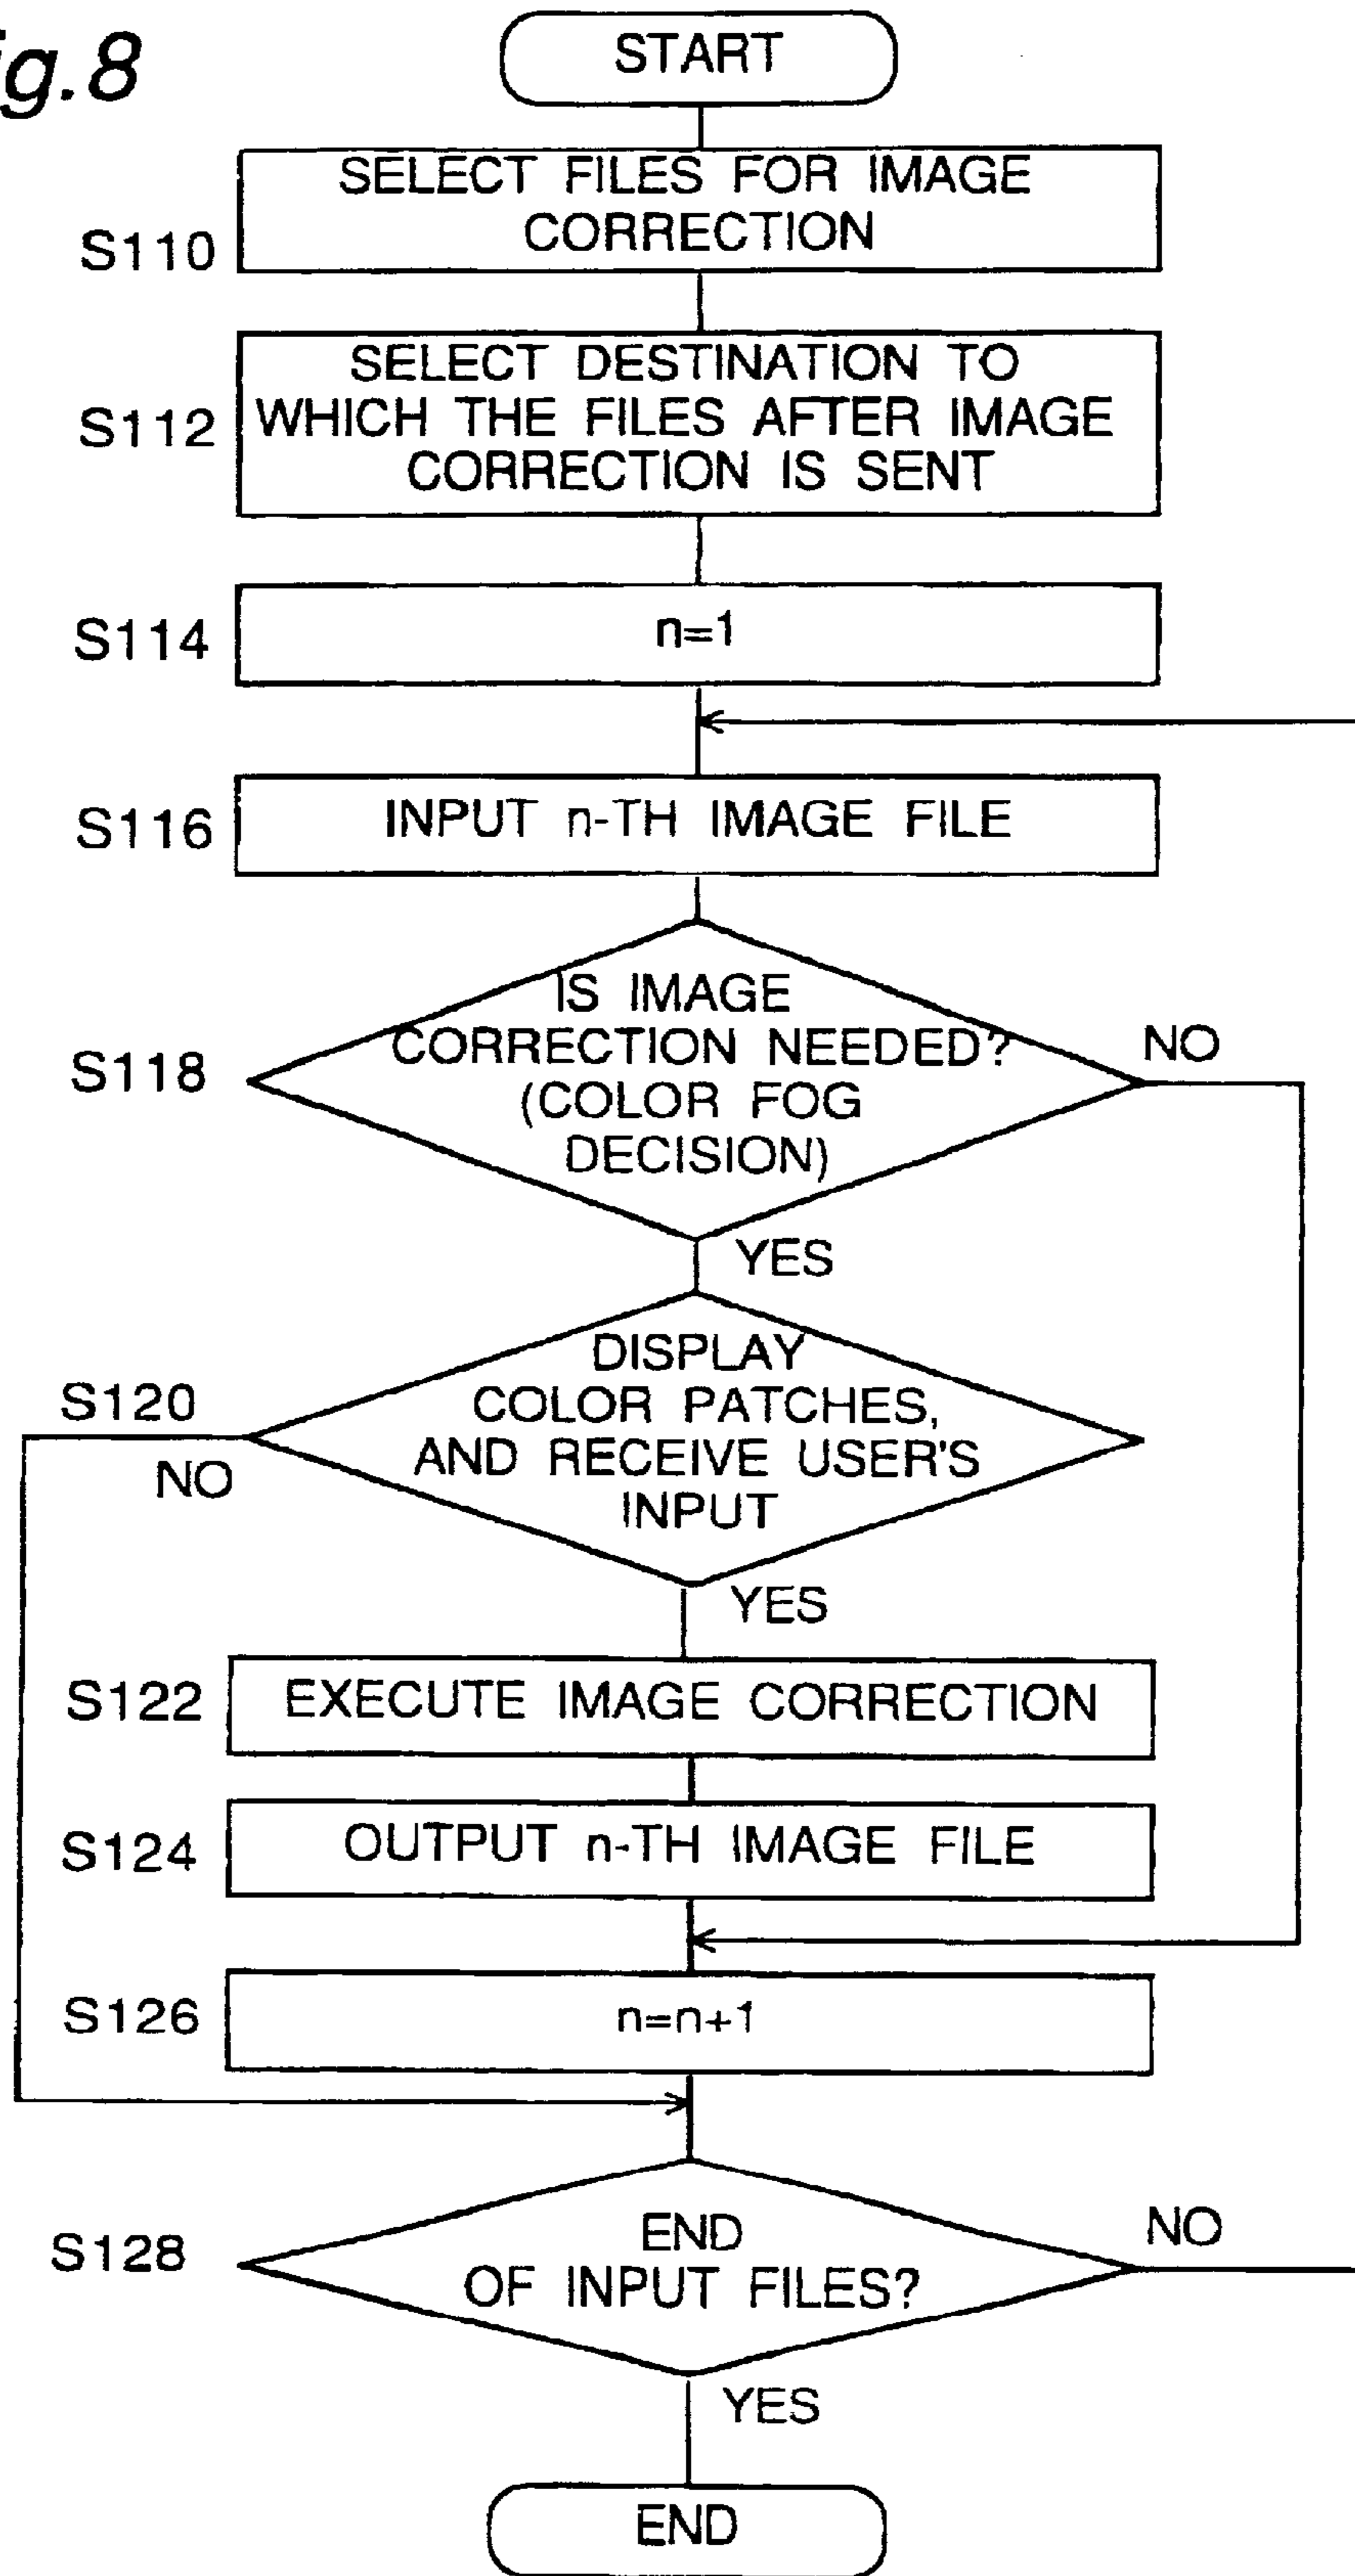 ig.8
START
SELECT FILES FOR IMAGE
CORRECTION
S110
SELECT DESTINATION TO
WHICH THE FILES AFTER IMAGE
CORRECTION IS SENT
S112
n=1
S114
INPUT n-TH IMAGE FILE
S116
IS IMAGE
CORRECTION NEEDED?
(COLOR FOG
DECISION)
S118
NO
YES
DISPLAY
COLOR PATCHES,
AND RECEIVE USER'S
INPUT
S120
NO
YES
S122
EXECUTE IMAGE CORRECTION
S124
OUTPUT n-TH IMAGE FILE
S126
n=n+1
S128
END
OF INPUT FILES?
NO
YES
END